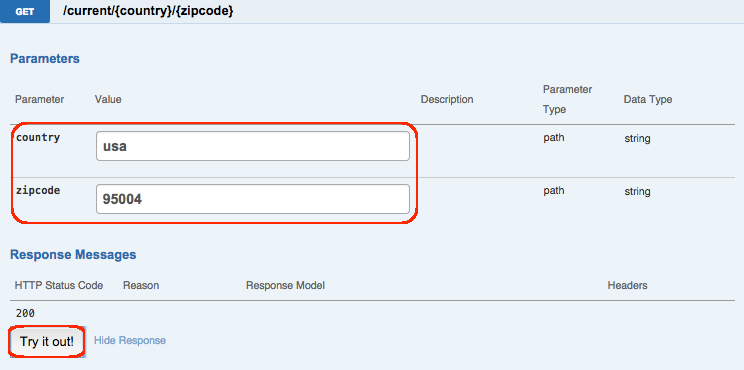 GET /current/{country}/{zipcode}
Parameters
Parameter Value Description Parameter Type Data Type
country usa path string
zipcode 95004 path string
Response Messages
HTTP Status Code Reason Response Model Headers
200
Try it out! Hide Response